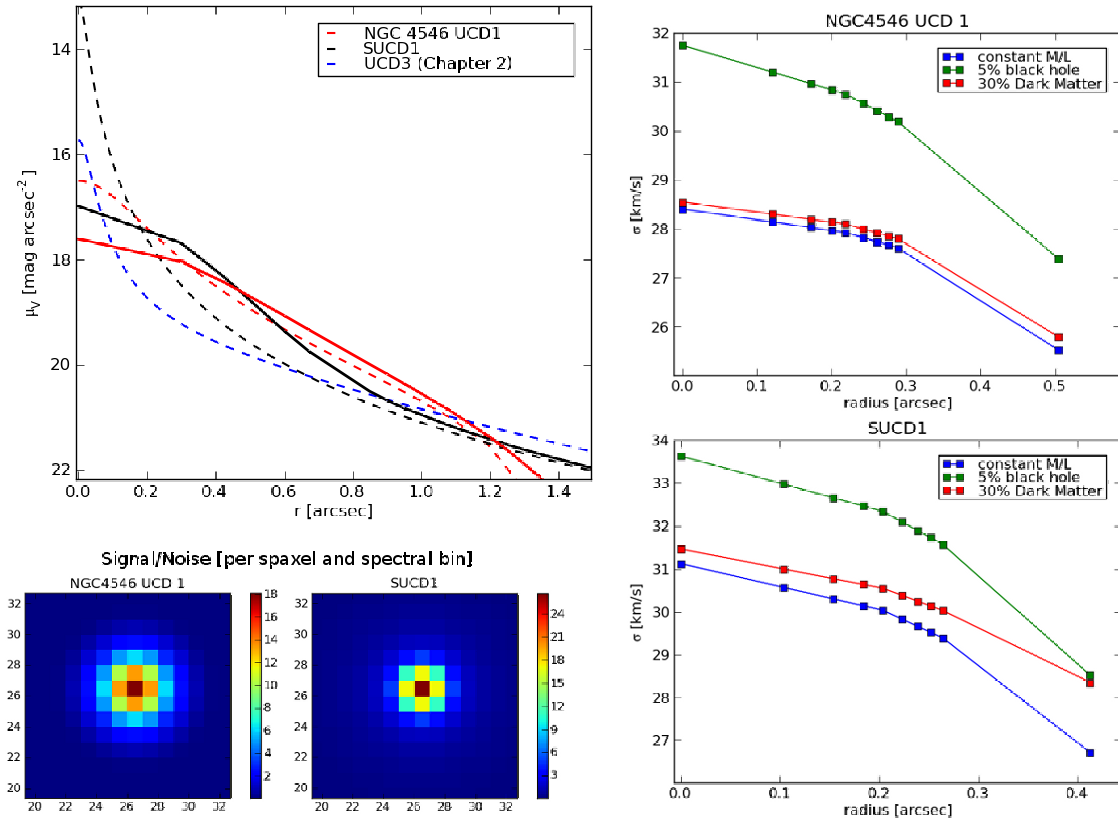 NGC 4546 UCD1
SUCD1
UCD3 (Chapter 2)
14
16
18
20
22
μV [mag arcsec-2]
0.0 0.2 0.4 0.6 0.8 1.0 1.2 1.4
r [arcsec]
NGC4546 UCD 1
constant M/L
5% black hole
30% Dark Matter
32
31
30
29
28
27
26
σ [km/s]
0.0 0.1 0.2 0.3 0.4 0.5
radius [arcsec]
SUCD1
constant M/L
5% black hole
30% Dark Matter
34
33
32
31
30
29
28
27
σ [km/s]
0.0 0.1 0.2 0.3 0.4
radius [arcsec]
Signal/Noise [per spaxel and spectral bin]
NGC4546 UCD 1
32
30
28
26
24
22
20
20 22 24 26 28 30 32
18
16
14
12
10
8
6
4
2
SUCD1
32
30
28
26
24
22
20
20 22 24 26 28 30 32
24
21
18
15
12
9
6
3